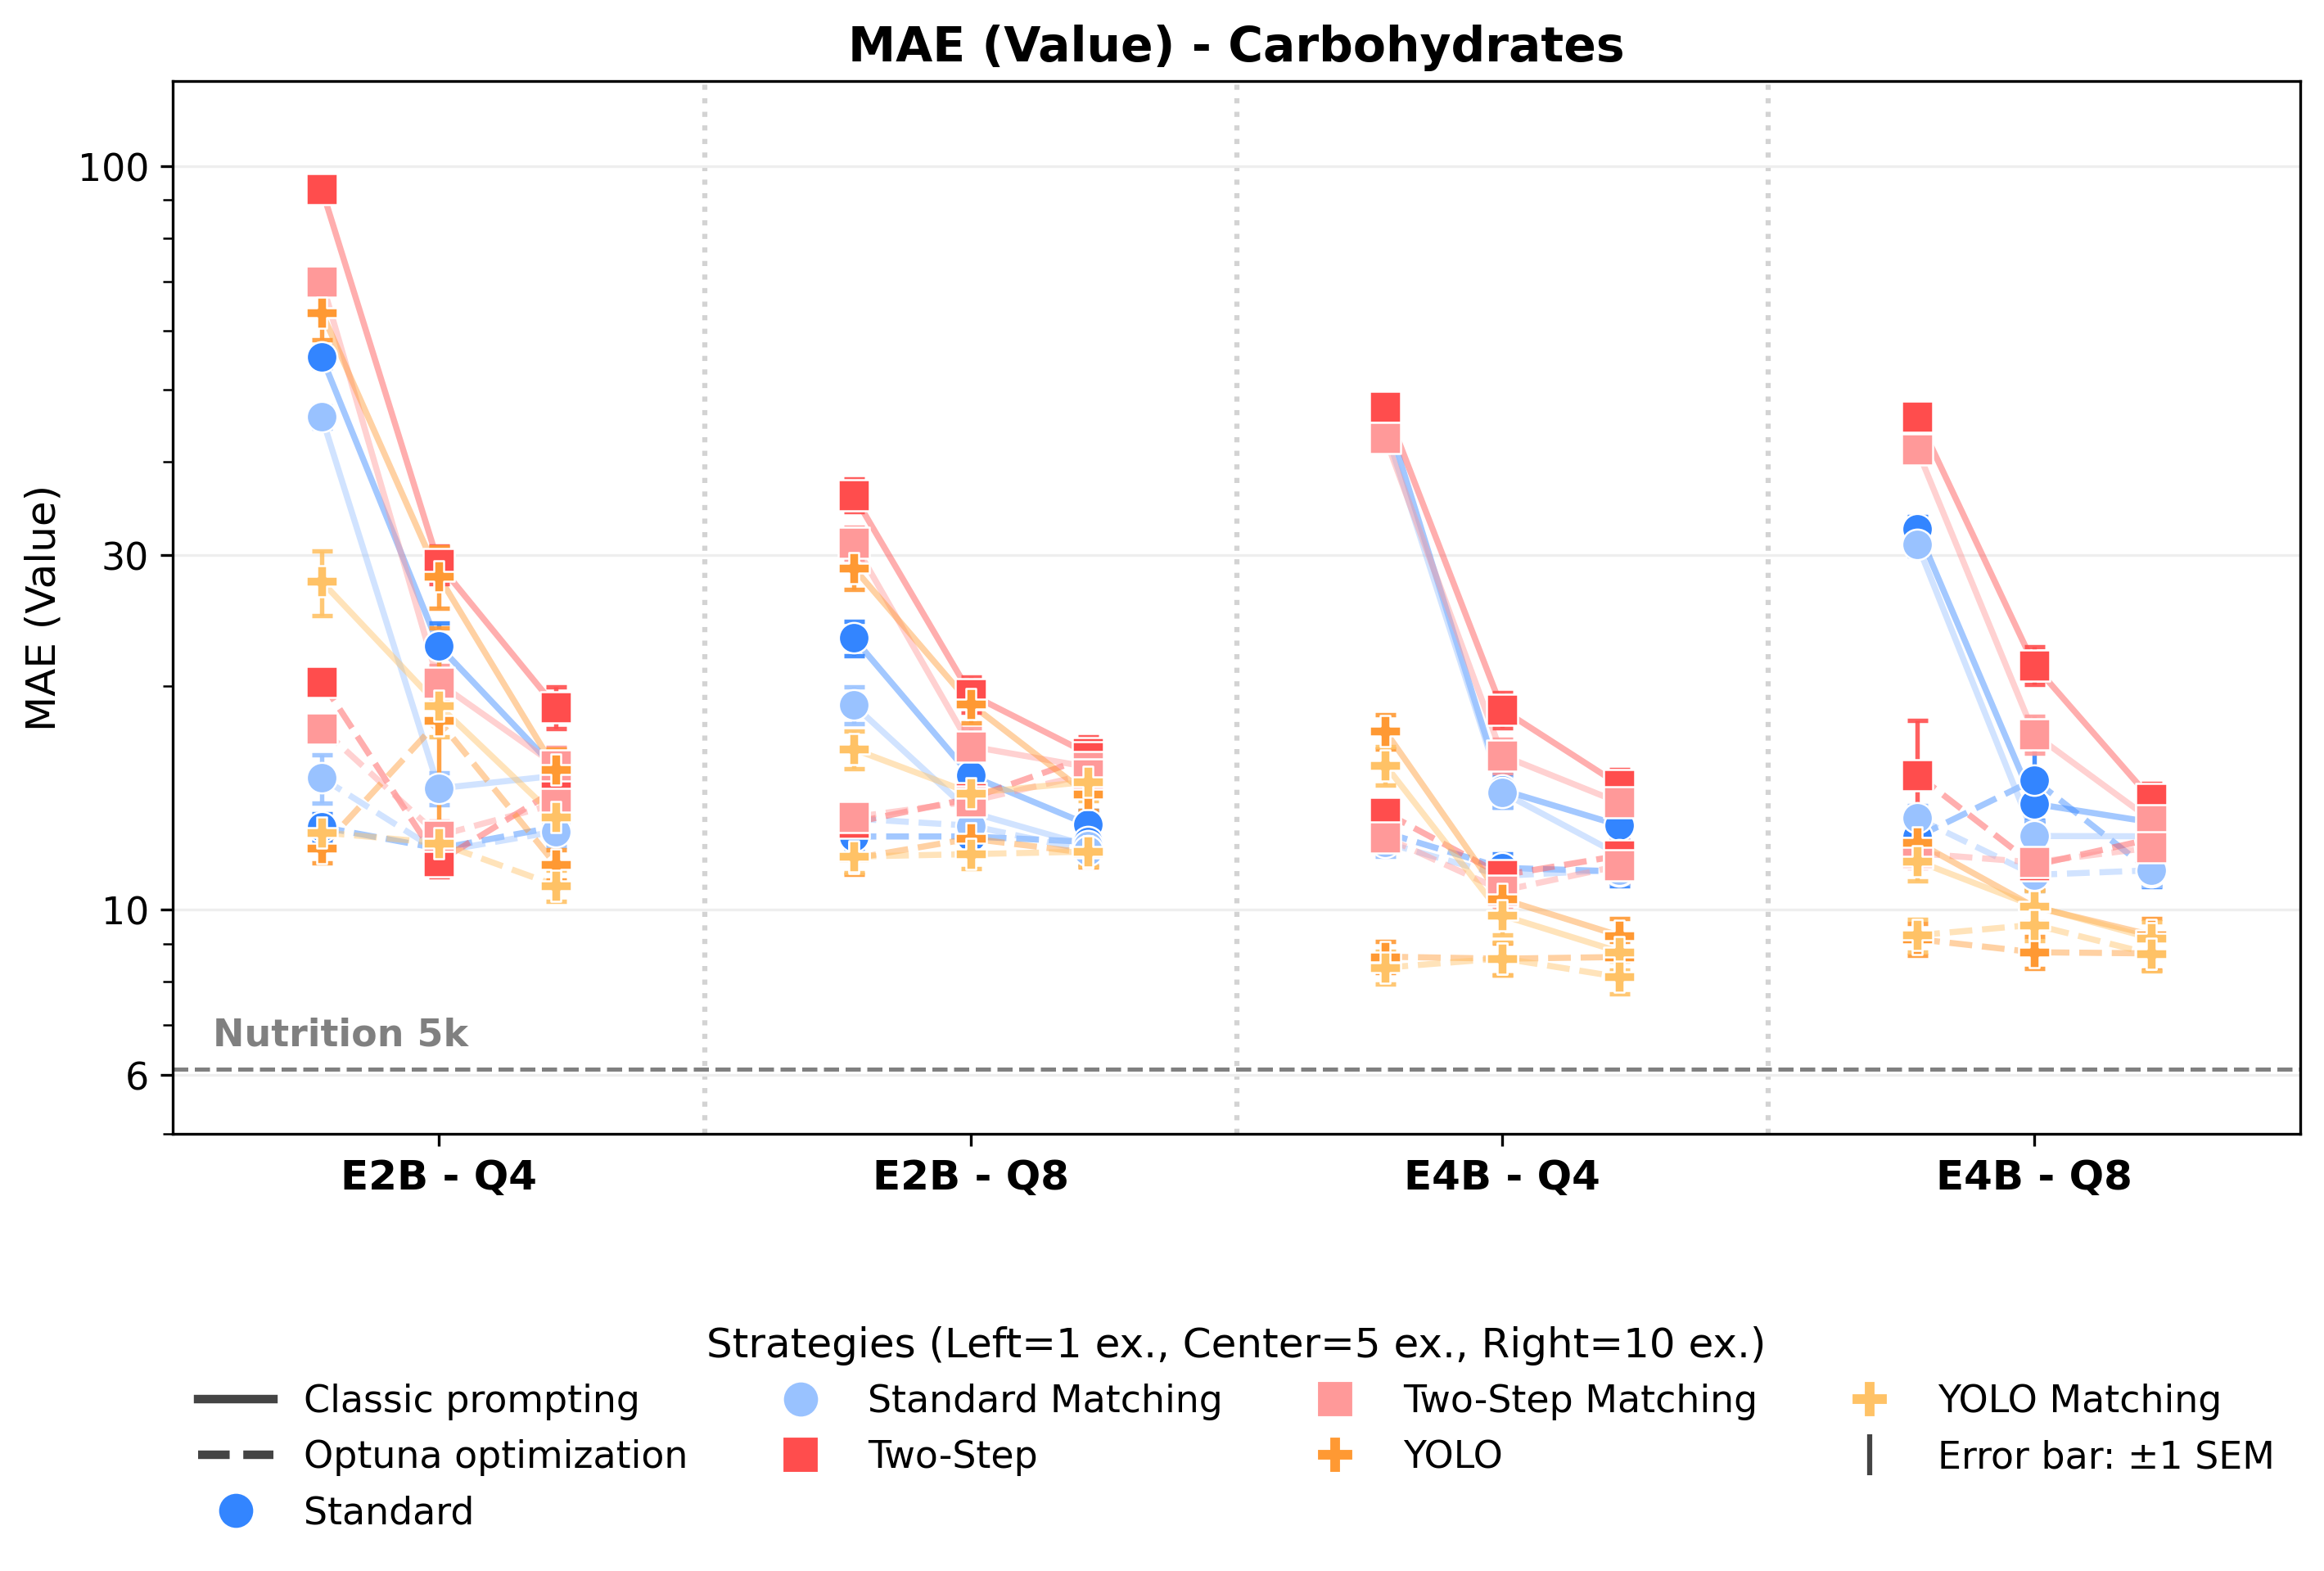 MAE (Value) - Carbohydrates
MAE (Value)
100
30
10
6
Nutrition 5k
E2B - Q4
E2B - Q8
E4B - Q4
E4B - Q8
Strategies (Left=1 ex., Center=5 ex., Right=10 ex.)
Classic prompting
Optuna optimization
Standard
Standard Matching
Two-Step
Two-Step Matching
YOLO
YOLO Matching
Error bar: ±1 SEM